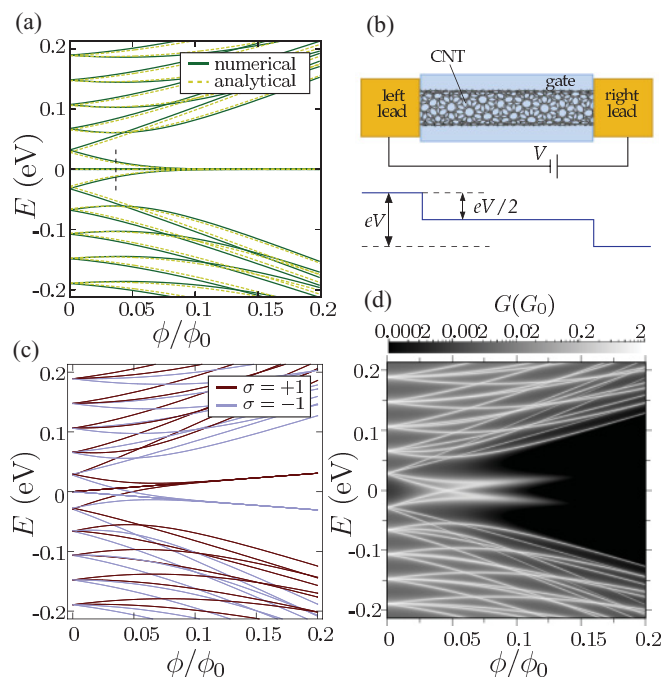 (a)
numerical
analytical
E (eV)
0.2
0.1
0
-0.1
-0.2
0
0.05
0.1
0.15
0.2
ϕ/ϕ0
(b)
CNT
gate
left
lead
right
lead
V
eV
eV/2
(c)
σ=+1
σ=−1
E (eV)
0.2
0.1
0
-0.1
-0.2
0
0.05
0.1
0.15
0.2
ϕ/ϕ0
(d)
G(G0)
0.0002
0.002
0.02
0.2
2
E (eV)
0.2
0.1
0
-0.1
-0.2
0
0.05
0.1
0.15
0.2
ϕ/ϕ0